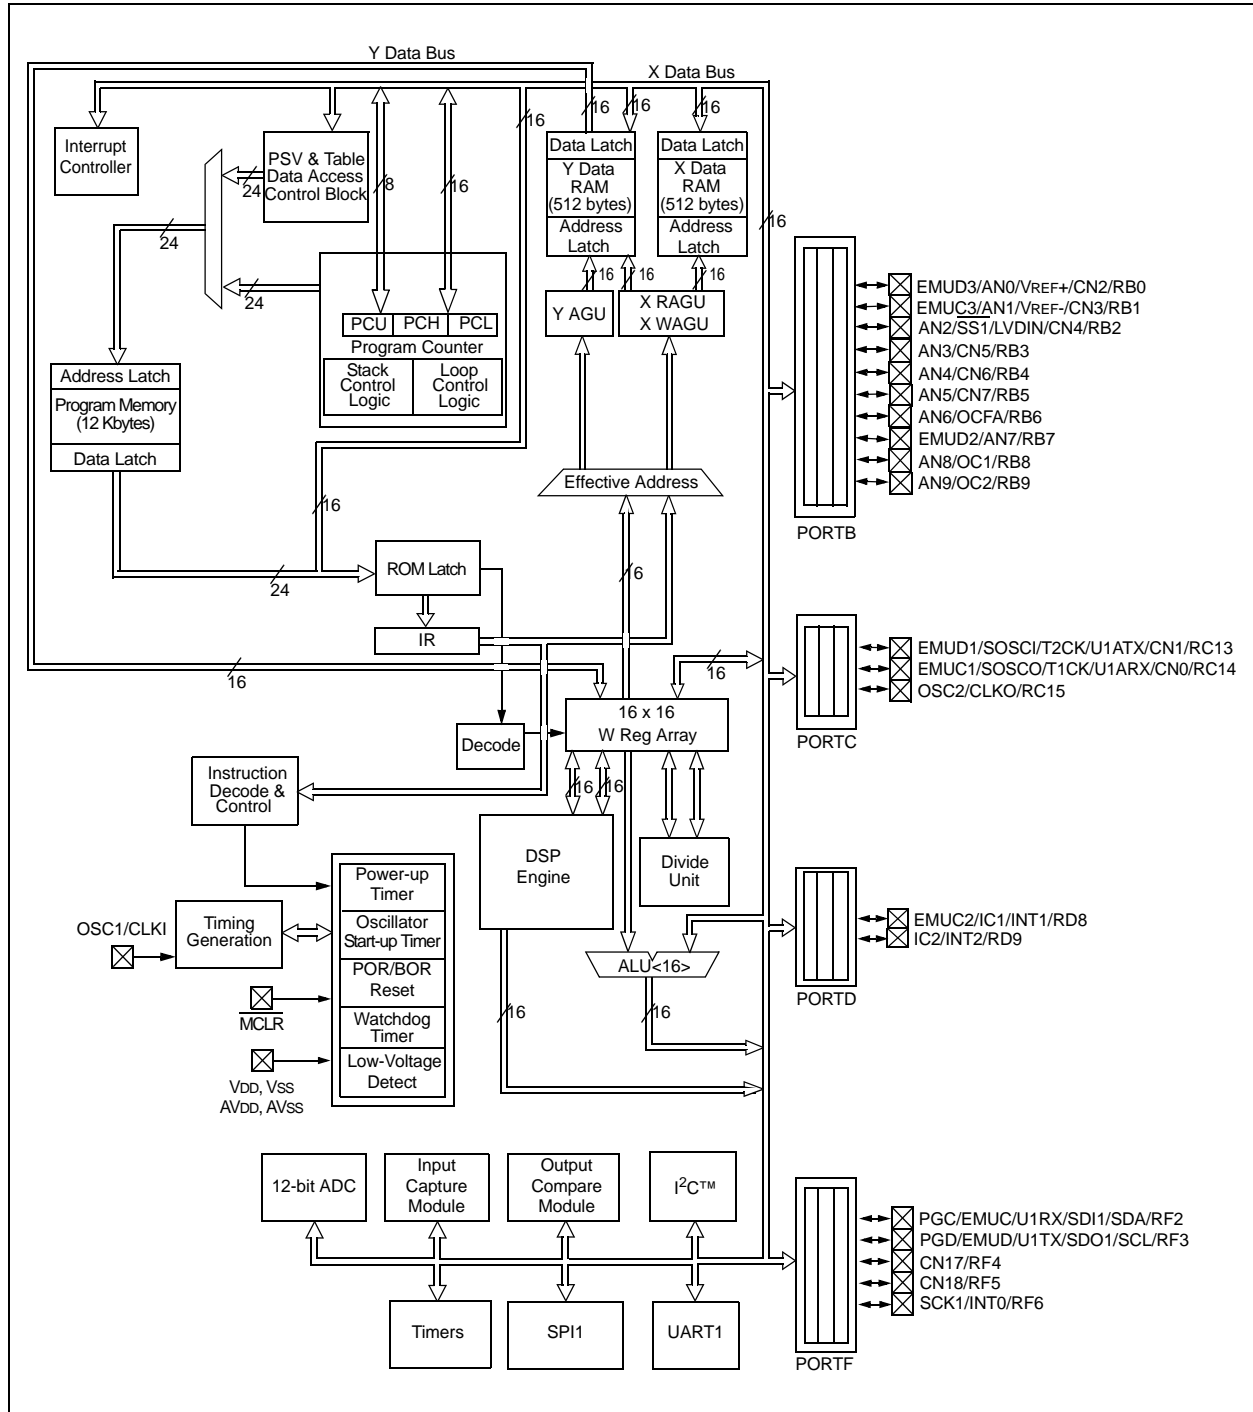 Y Data Bus
X Data Bus
16
16
16
16
Interrupt
Controller
PSV & Table
Data Access
Control Block
24
8
16
Data Latch
Y Data
RAM
(512 bytes)
Address
Latch
Data Latch
X Data
RAM
(512 bytes)
Address
Latch
16
24
24
16
16
16
Y AGU
X RAGU
X WAGU
PCU
PCH
PCL
Program Counter
Stack
Control
Logic
Loop
Control
Logic
Address Latch
Program Memory
(12 Kbytes)
Data Latch
Effective Address
16
24
ROM Latch
16
IR
16
16
16 x 16
W Reg Array
Decode
Instruction
Decode &
Control
16
16
DSP
Engine
Divide
Unit
Power-up
Timer
Oscillator
Start-up Timer
POR/BOR
Reset
Watchdog
Timer
Low-Voltage
Detect
OSC1/CLKI
Timing
Generation
MCLR
VDD, VSS
AVDD, AVSS
ALU<16>
16
16
12-bit ADC
Input
Capture
Module
Output
Compare
Module
I2C™
Timers
SPI1
UART1
EMUD3/AN0/VREF+/CN2/RB0
EMUC3/AN1/VREF-/CN3/RB1
AN2/SS1/LVDIN/CN4/RB2
AN3/CN5/RB3
AN4/CN6/RB4
AN5/CN7/RB5
AN6/OCFA/RB6
EMUD2/AN7/RB7
AN8/OC1/RB8
AN9/OC2/RB9
PORTB
EMUD1/SOSCI/T2CK/U1ATX/CN1/RC13
EMUC1/SOSCO/T1CK/U1ARX/CN0/RC14
OSC2/CLKO/RC15
PORTC
EMUC2/IC1/INT1/RD8
IC2/INT2/RD9
PORTD
PGC/EMUC/U1RX/SDI1/SDA/RF2
PGD/EMUD/U1TX/SDO1/SCL/RF3
CN17/RF4
CN18/RF5
SCK1/INT0/RF6
PORTF